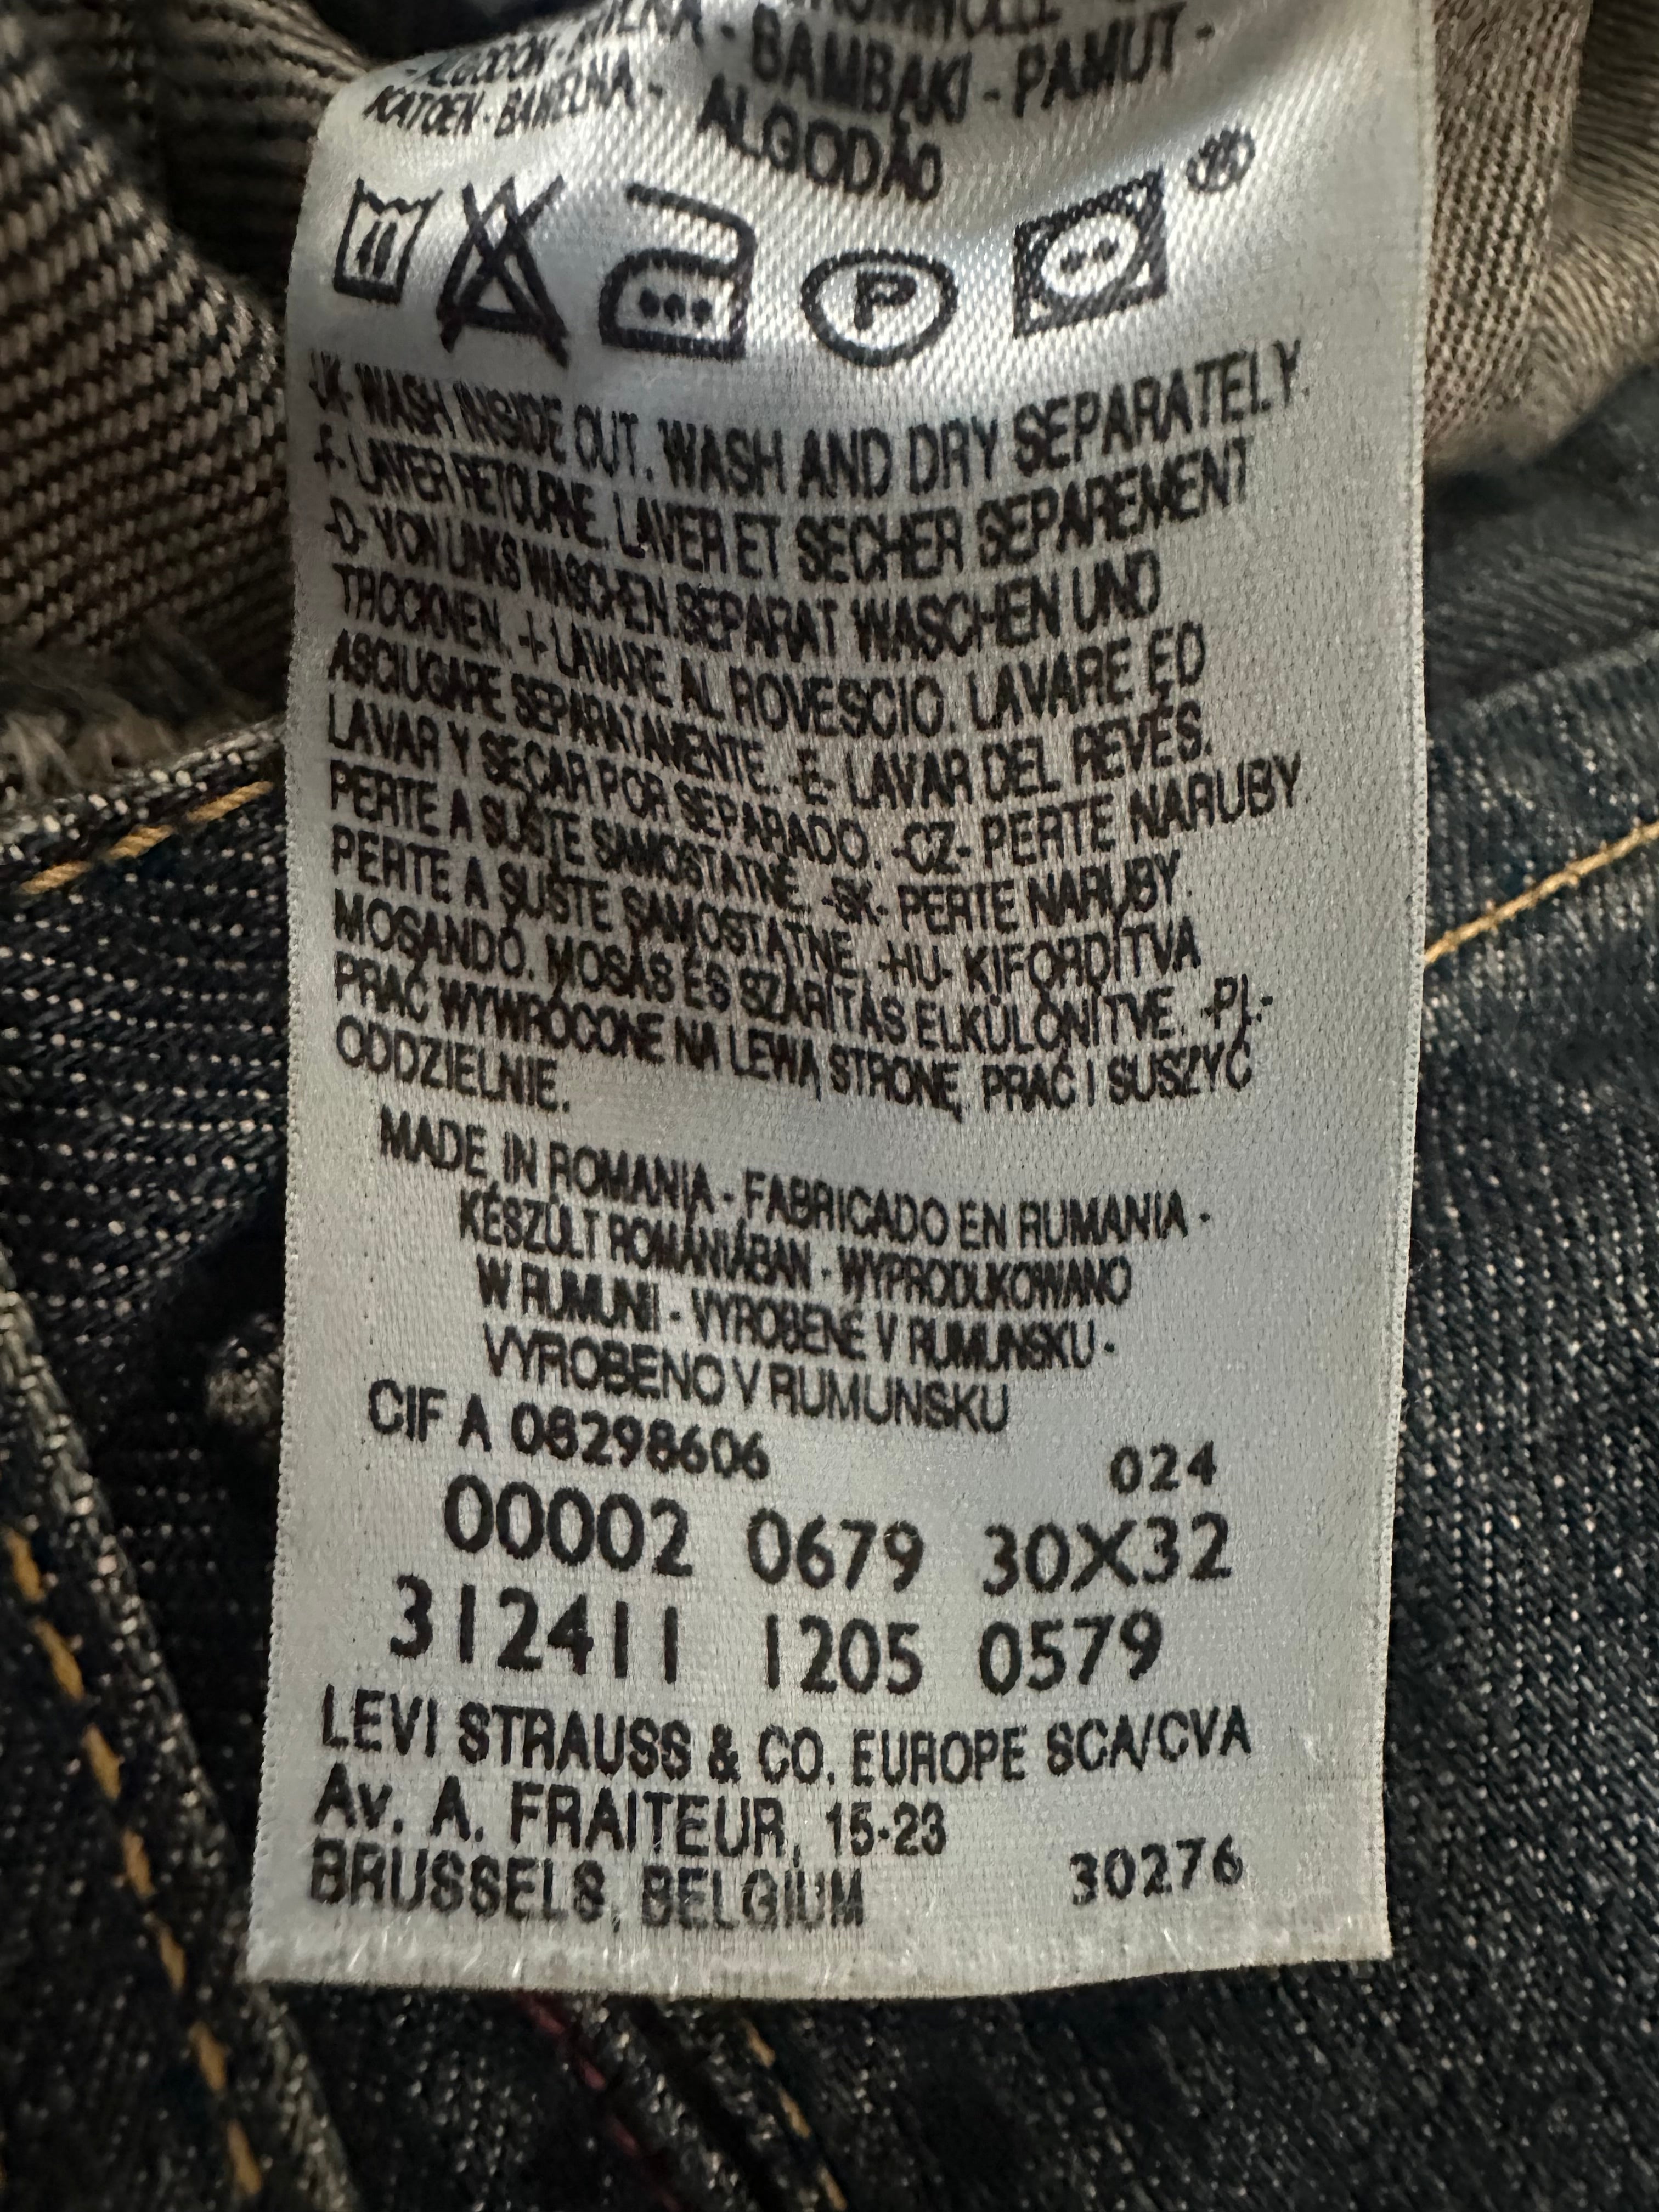 - BAMBAKI - PAMUT -
KATOEN - BAWEŁNA - ALGODÃO
40
P
-UK- WASH INSIDE OUT. WASH AND DRY SEPARATELY.
-F- LAVER RETOURNE. LAVER ET SECHER SEPAREMENT
-D- VON LINKS WASCHEN. SEPARAT WASCHEN UND
TROCKNEN. -I- LAVARE AL ROVESCIO. LAVARE ED
ASCIUGARE SEPARATAMENTE. -E- LAVAR DEL REVÉS.
LAVAR Y SECAR POR SEPARADO. -CZ- PERTE NARUBY
PERTE A SUŠTE SAMOSTATNĚ. -SK- PERTE NARUBY.
PERTE A SUŠTE SAMOSTATNE. -HU- KIFORDÍTVA
MOSANDÓ. MOSÁS ÉS SZÁRÍTÁS ELKÜLÖNÍTVE. -PL-
PRAĆ WYWRÓCONE NA LEWĄ STRONĘ. PRAĆ I SUSZYĆ
ODDZIELNIE.
MADE IN ROMANIA - FABRICADO EN RUMANIA -
KÉSZÜLT ROMÁNIÁBAN - WYPRODUKOWANO
W RUMUNII - VYROBENÉ V RUMUNSKU -
VYROBENO V RUMUNSKU
CIF A 08298606 024
00002 0679 30X32
312411 1205 0579
LEVI STRAUSS & CO. EUROPE SCA/CVA
Av. A. FRAITEUR, 15-23
BRUSSELS, BELGIUM 30276